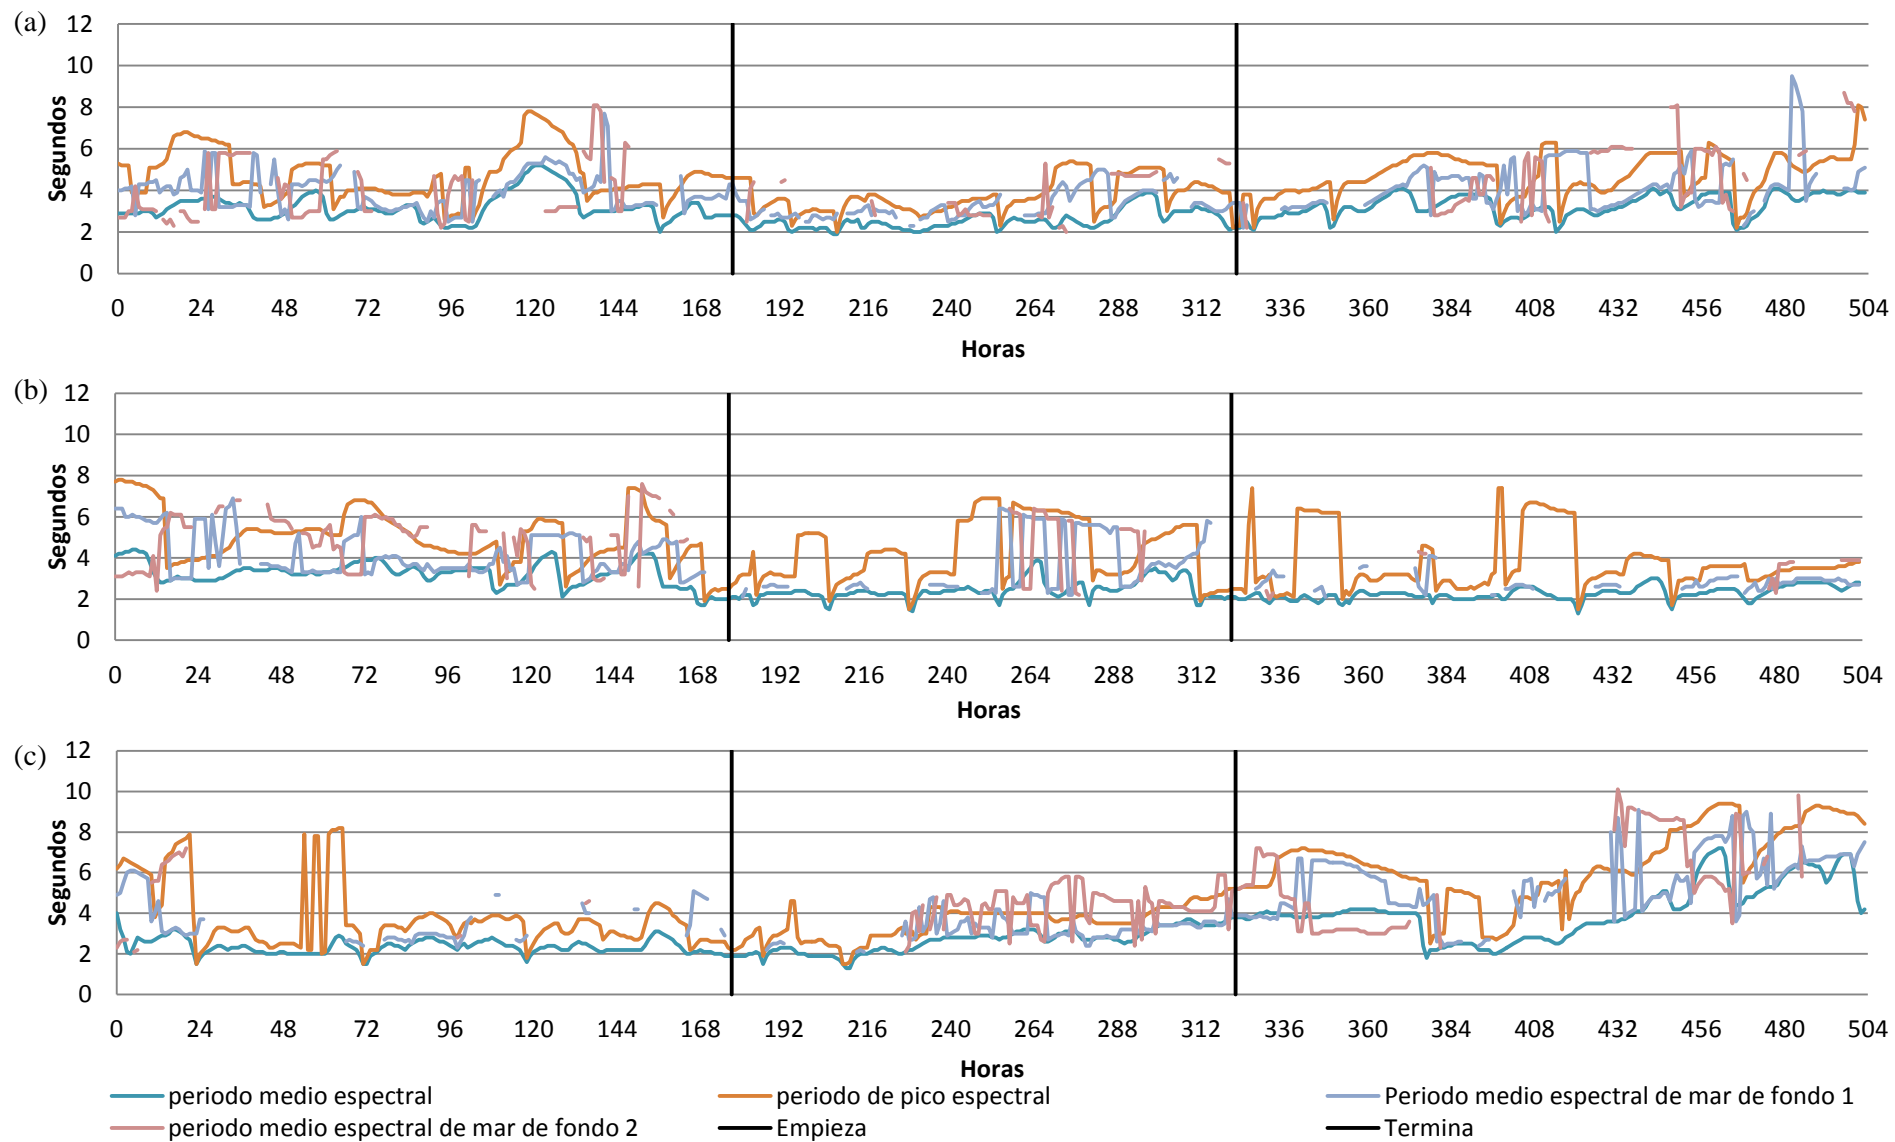 (a)
12
10
8
6
4
2
0
Segundos
0 24 48 72 96 120 144 168 192 216 240 264 288 312 336 360 384 408 432 456 480 504
Horas
(b)
12
10
8
6
4
2
0
Segundos
0 24 48 72 96 120 144 168 192 216 240 264 288 312 336 360 384 408 432 456 480 504
Horas
(c)
12
10
8
6
4
2
0
Segundos
0 24 48 72 96 120 144 168 192 216 240 264 288 312 336 360 384 408 432 456 480 504
Horas
periodo medio espectral periodo de pico espectral Periodo medio espectral de mar de fondo 1
periodo medio espectral de mar de fondo 2 Empieza Termina